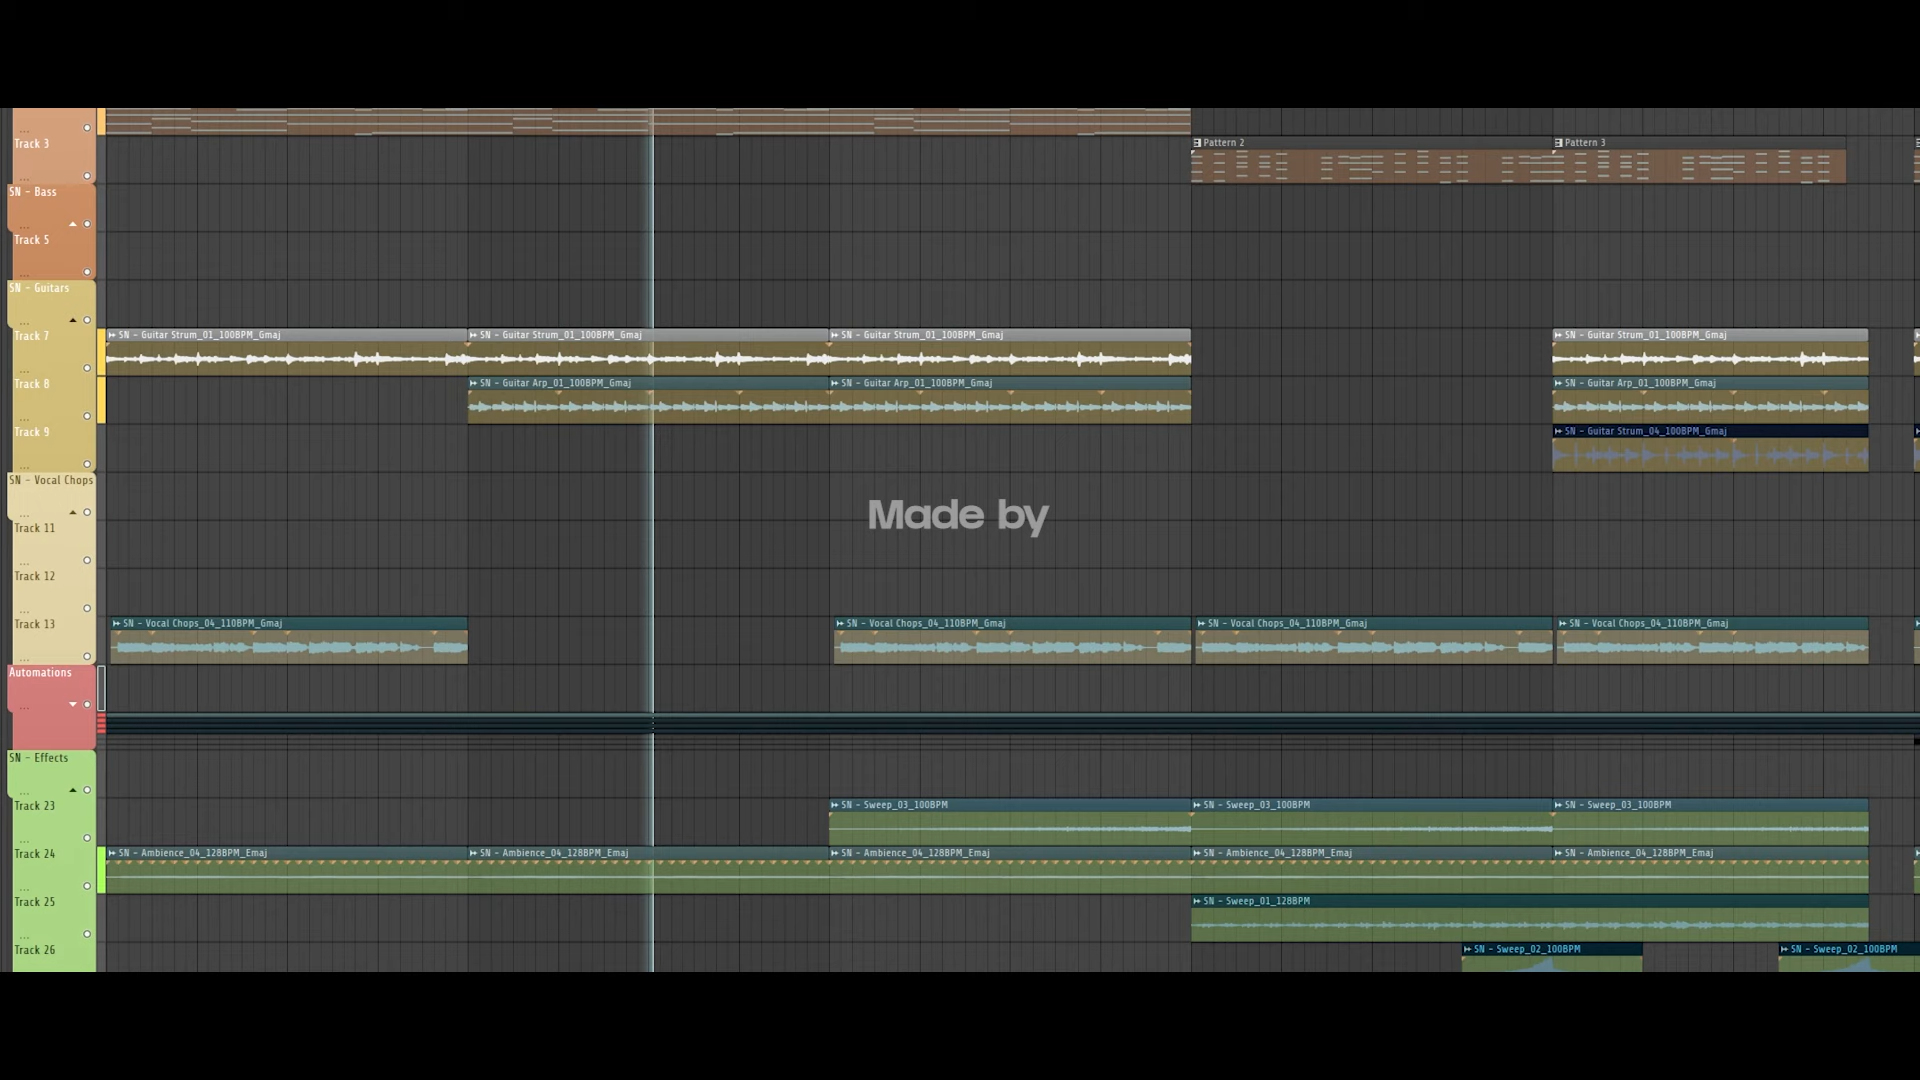 Track 3
Pattern 2
Pattern 3
SN - Bass
Track 5
SN - Guitars
Track 7
SN - Guitar Strum_01_100BPM_Gmaj
SN - Guitar Strum_01_100BPM_Gmaj
SN - Guitar Strum_01_100BPM_Gmaj
SN - Guitar Strum_01_100BPM_Gmaj
Track 8
SN - Guitar Arp_01_100BPM_Gmaj
SN - Guitar Arp_01_100BPM_Gmaj
SN - Guitar Arp_01_100BPM_Gmaj
Track 9
SN - Guitar Strum_04_100BPM_Gmaj
SN - Vocal Chops
Made by
Track 11
Track 12
Track 13
SN - Vocal Chops_04_110BPM_Gmaj
SN - Vocal Chops_04_110BPM_Gmaj
SN - Vocal Chops_04_110BPM_Gmaj
SN - Vocal Chops_04_110BPM_Gmaj
Automations
SN - Effects
Track 23
SN - Sweep_03_100BPM
SN - Sweep_03_100BPM
SN - Sweep_03_100BPM
Track 24
SN - Ambience_04_128BPM_Emaj
SN - Ambience_04_128BPM_Emaj
SN - Ambience_04_128BPM_Emaj
SN - Ambience_04_128BPM_Emaj
SN - Ambience_04_128BPM_Emaj
Track 25
SN - Sweep_01_128BPM
Track 26
SN - Sweep_02_100BPM
SN - Sweep_02_100BPM